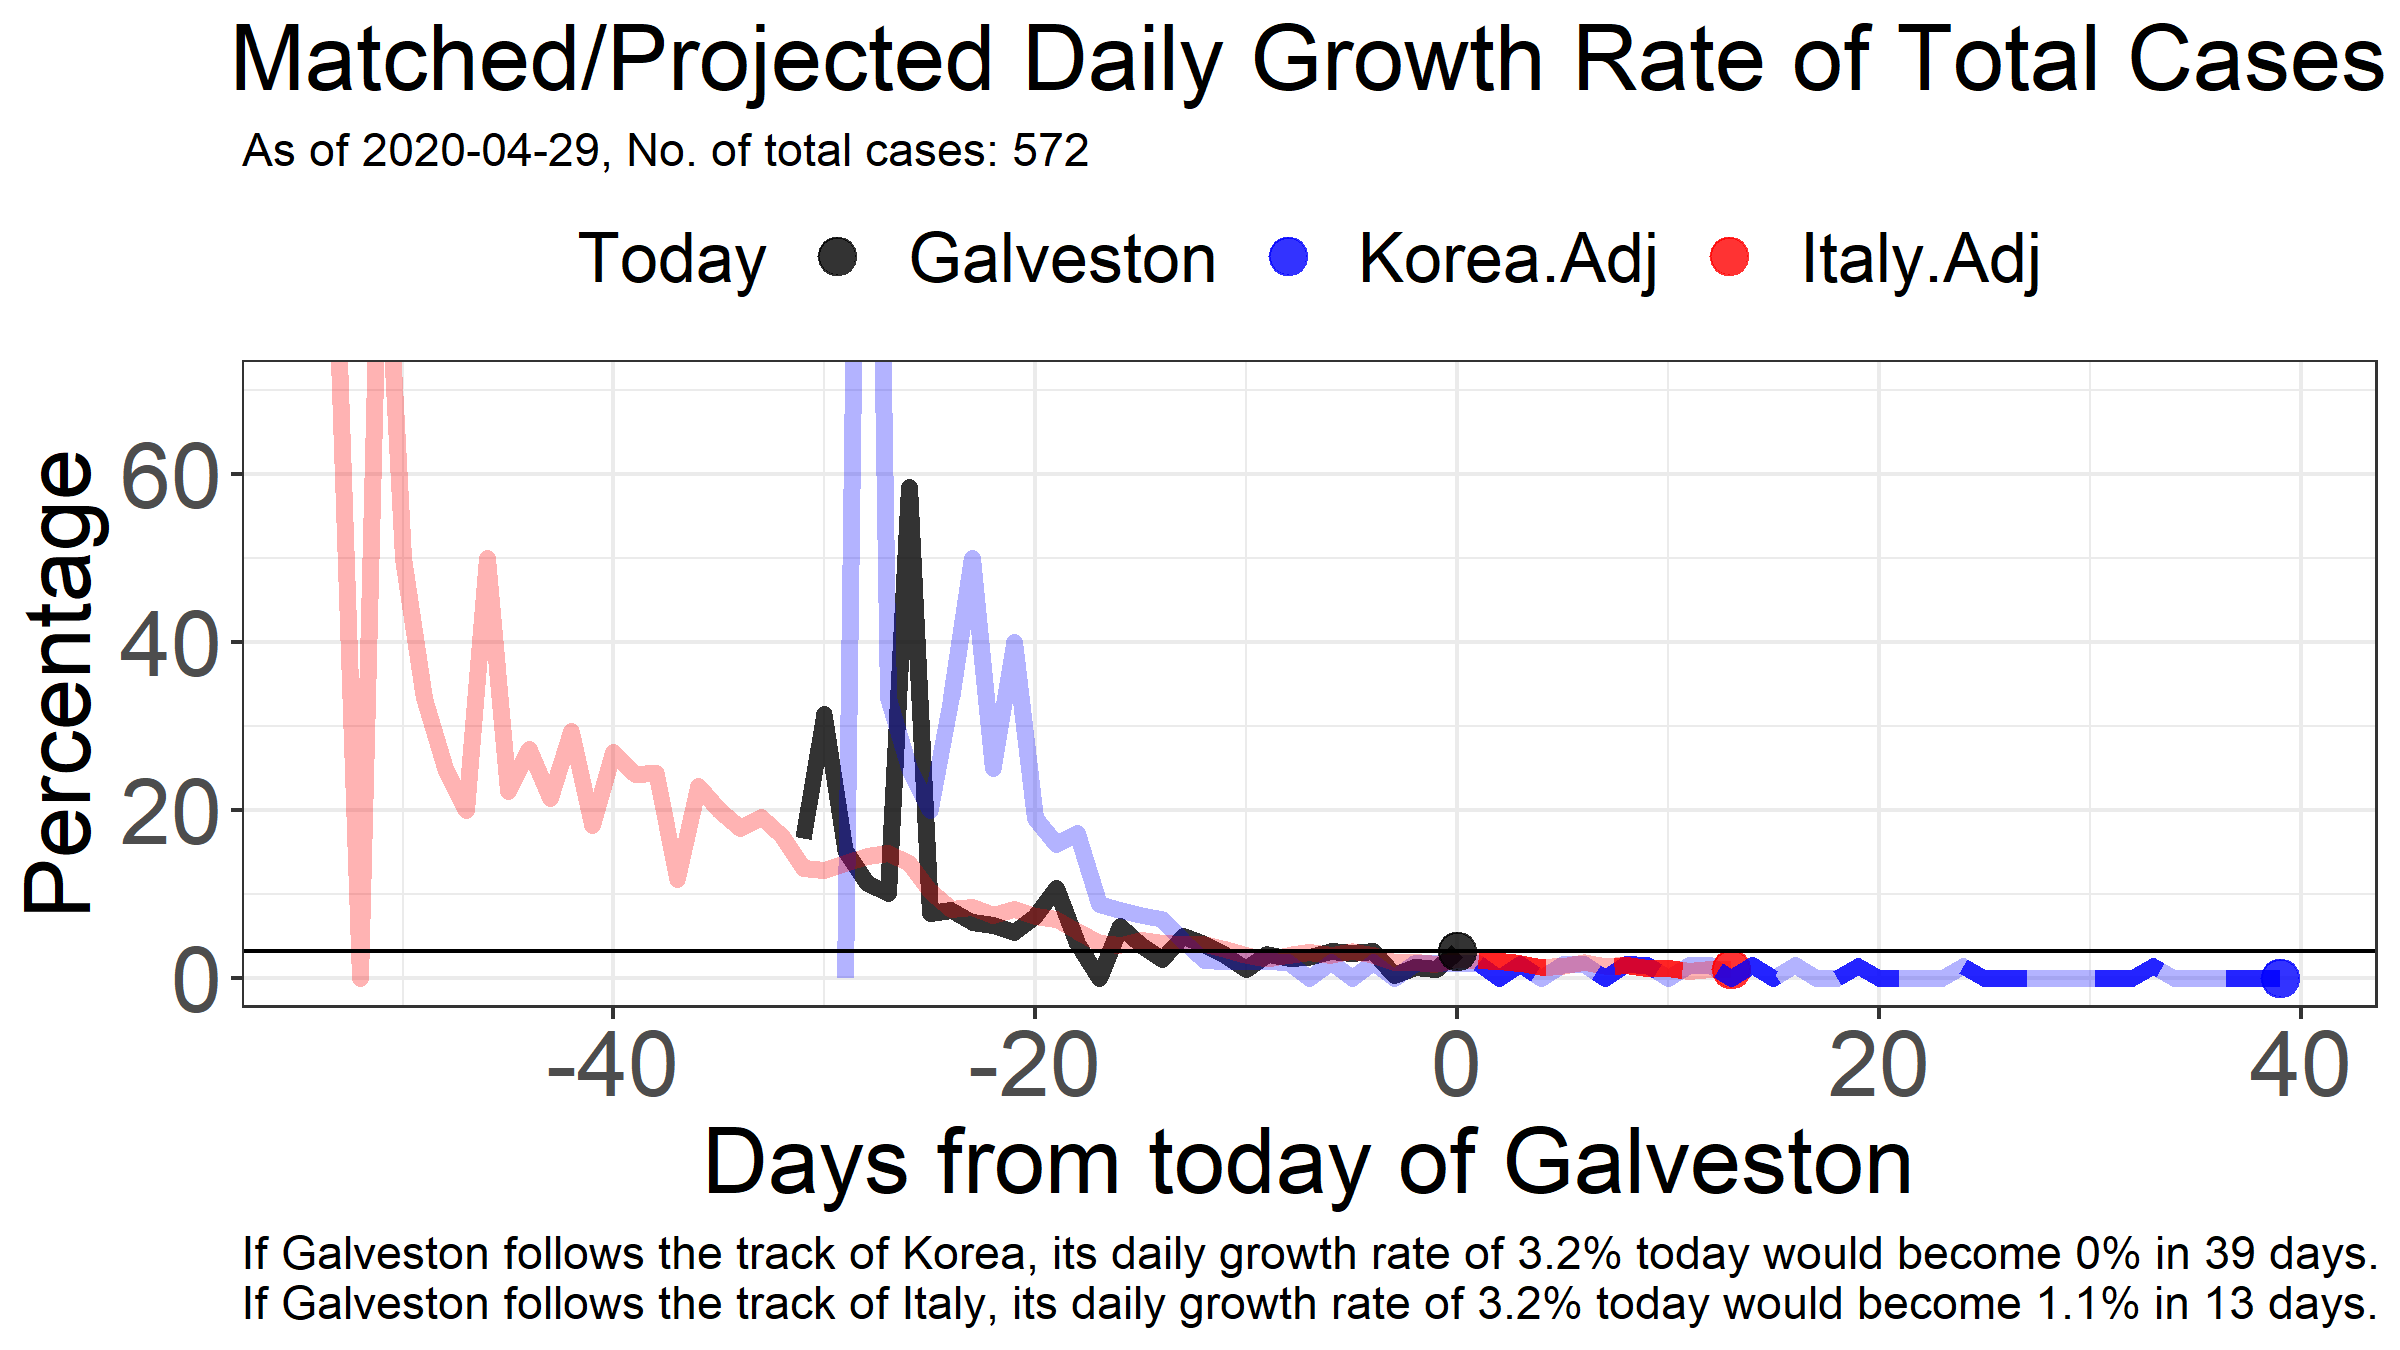 Matched/Projected Daily Growth Rate of Total Cases
As of 2020-04-29, No. of total cases: 572
Today Galveston Korea.Adj Italy.Adj
Percentage
60
40
20
0
-40 -20 0 20 40
Days from today of Galveston
If Galveston follows the track of Korea, its daily growth rate of 3.2% today would become 0% in 39 days.
If Galveston follows the track of Italy, its daily growth rate of 3.2% today would become 1.1% in 13 days.